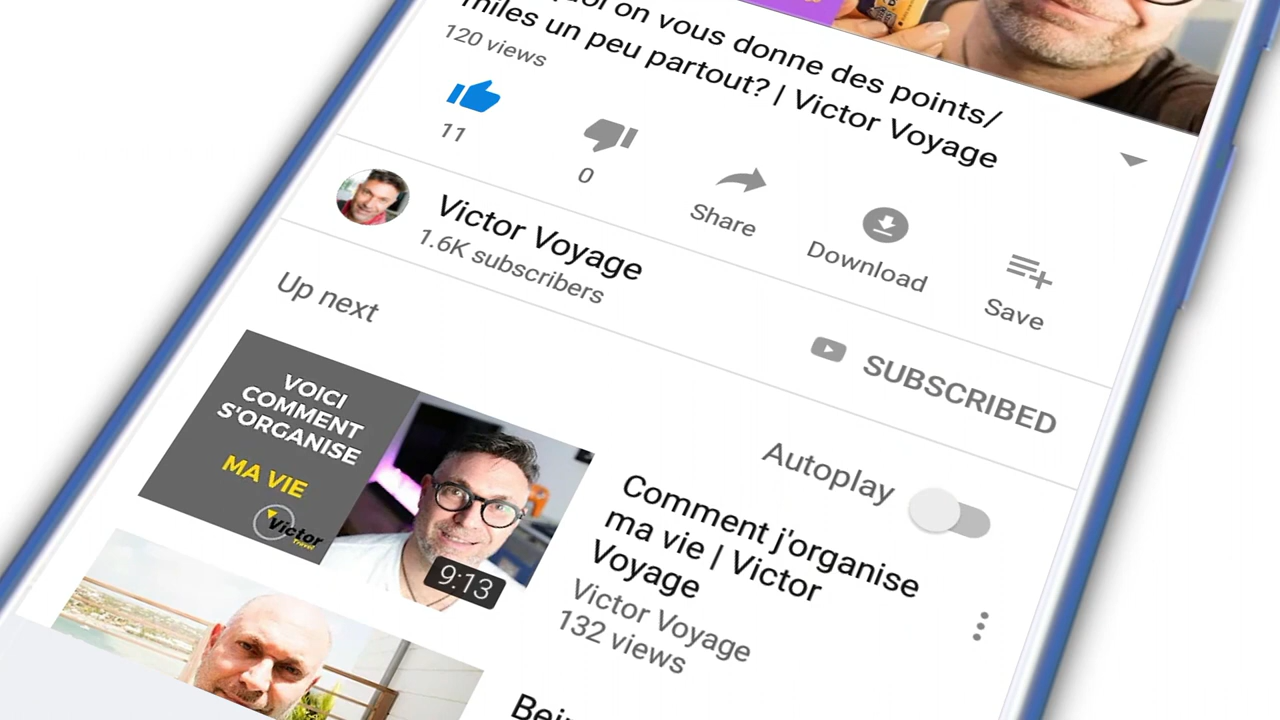 on vous donne des points/
miles un peu partout? | Victor Voyage
120 views
11
0
Share
Download
Save
Victor Voyage
1.6K subscribers
SUBSCRIBED
Up next
Autoplay
VOICI
COMMENT
S'ORGANISE
MA VIE
Victor
Travel
9:13
Comment j'organise
ma vie | Victor
Voyage
Victor Voyage
132 views